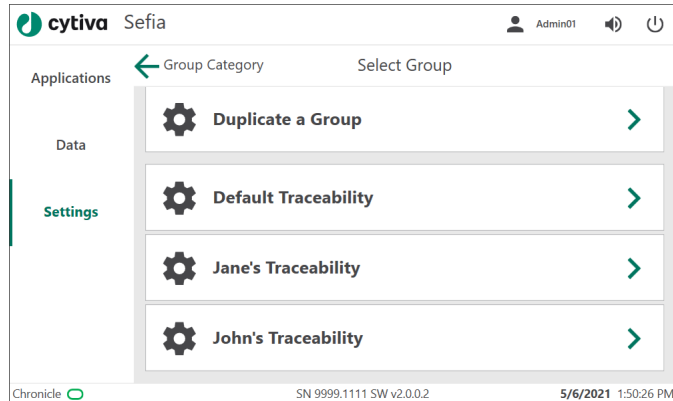 cytiva Sefia Admin01
Applications
Data
Settings
Group Category Select Group
Duplicate a Group
Default Traceability
Jane's Traceability
John's Traceability
Chronicle SN 9999.1111 SW v2.0.0.2 5/6/2021 1:50:26 PM